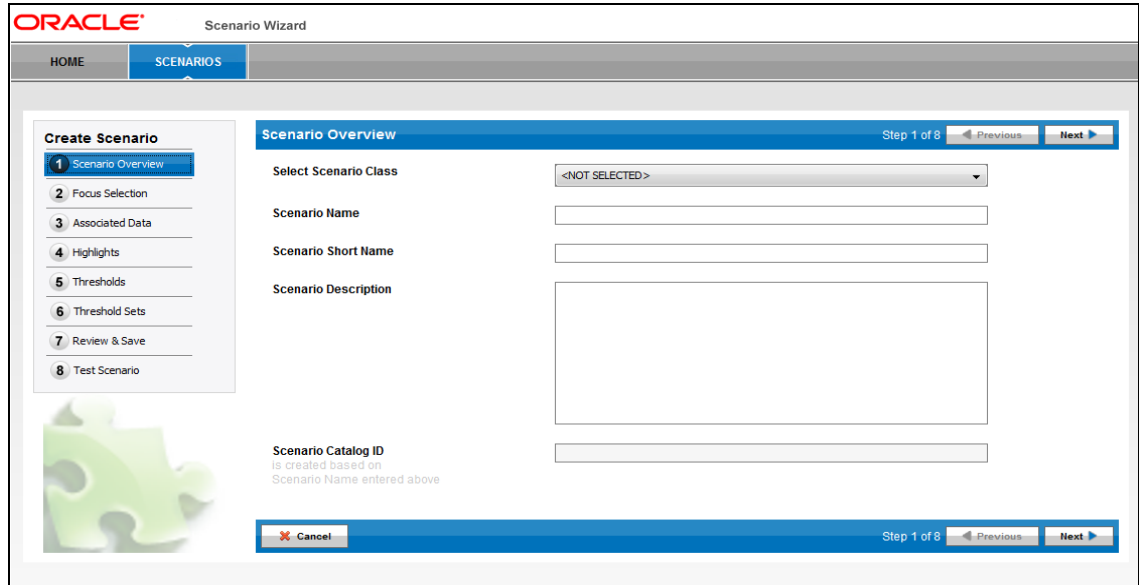 ORACLE
Scenario Wizard
HOME
SCENARIOS
Create Scenario
1 Scenario Overview
2 Focus Selection
3 Associated Data
4 Highlights
5 Thresholds
6 Threshold Sets
7 Review & Save
8 Test Scenario
Scenario Overview
Step 1 of 8
Previous
Next
Select Scenario Class
<NOT SELECTED>
Scenario Name
Scenario Short Name
Scenario Description
Scenario Catalog ID
is created based on
Scenario Name entered above
Cancel
Step 1 of 8
Previous
Next